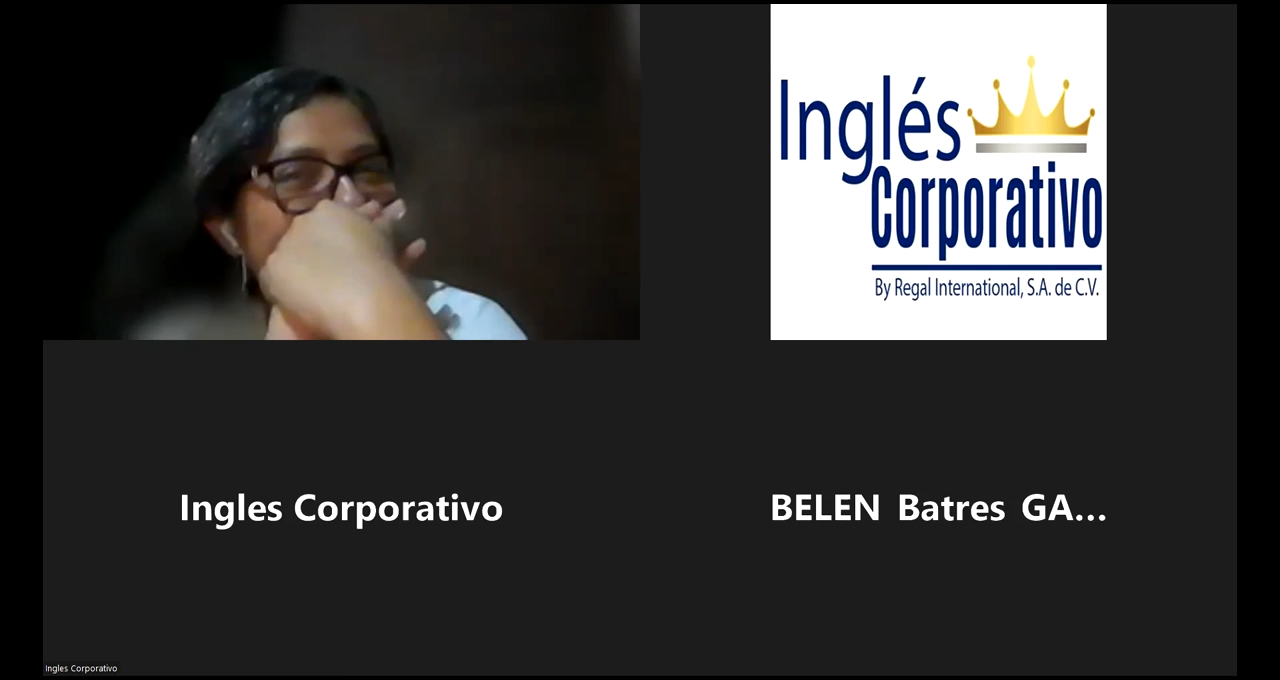 Inglés
Corporativo
By Regal International, S.A. de C.V.
Ingles Corporativo
BELEN Batres GA...
Ingles Corporativo